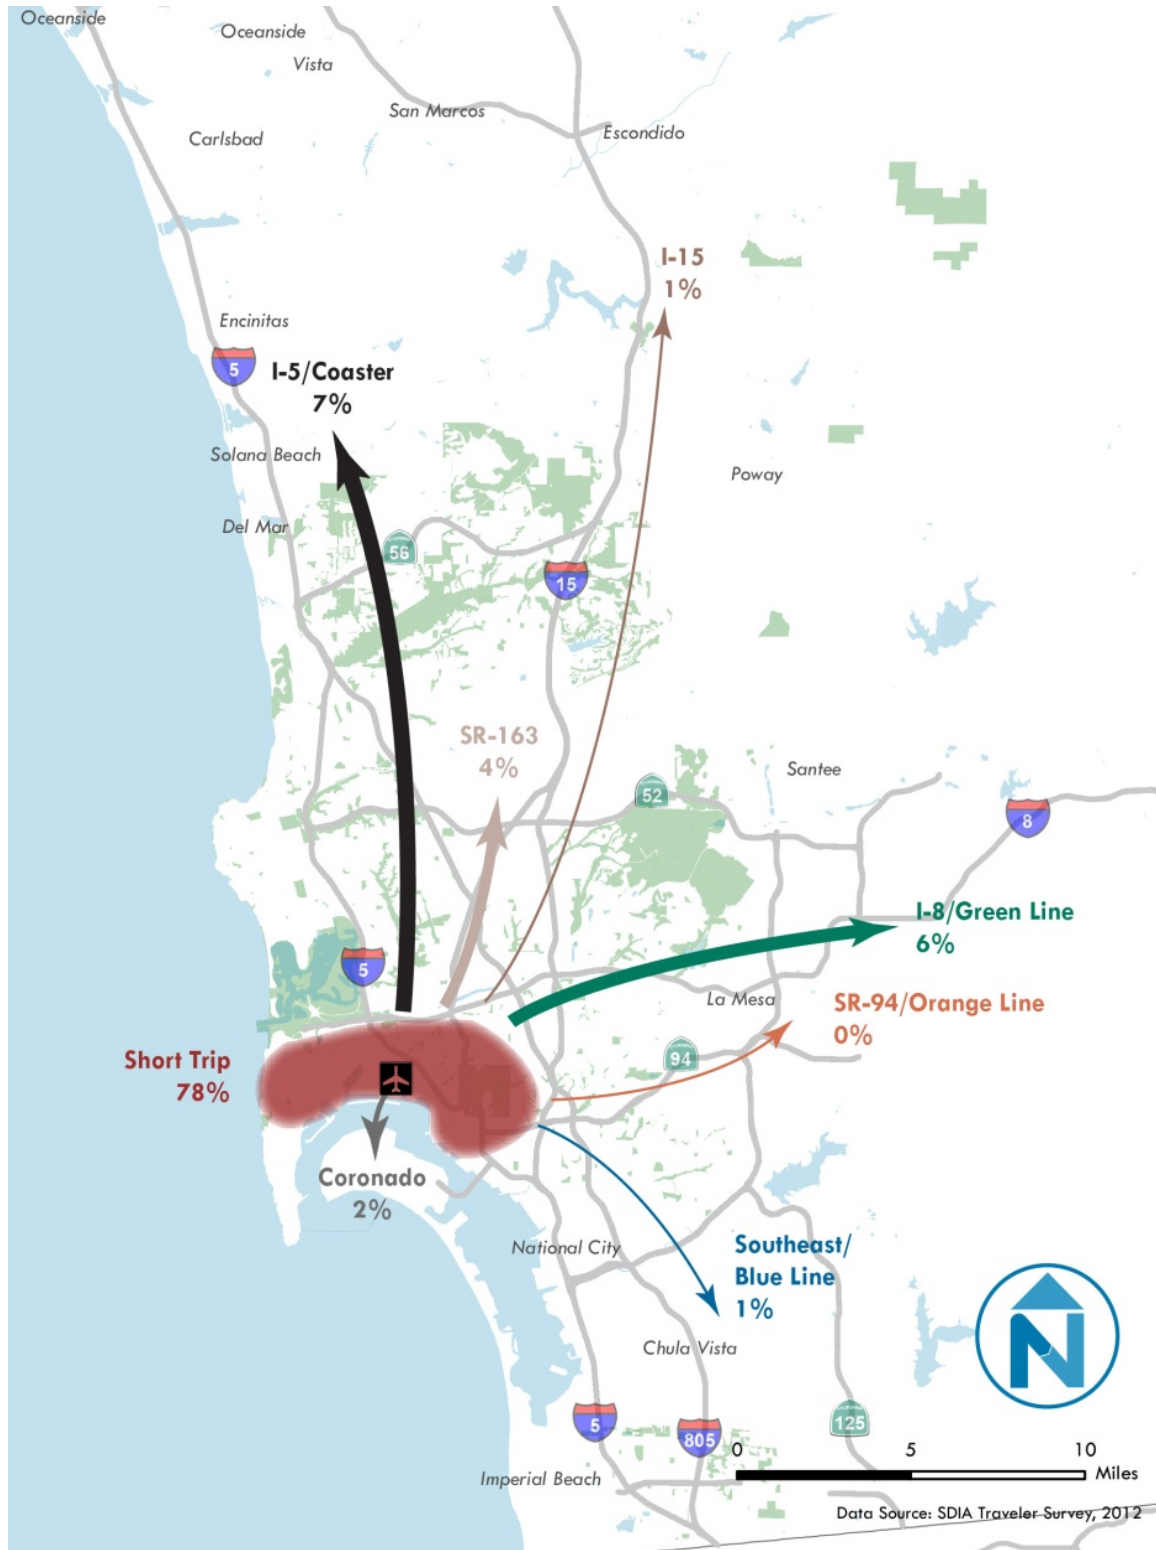 Oceanside
Oceanside
Vista
San Marcos
Escondido
Carlsbad
I-15
1%
Encinitas
5
I-5/Coaster
7%
Solana Beach
Poway
Del Mar
56
15
SR-163
4%
Santee
52
8
I-8/Green Line
6%
5
La Mesa
SR-94/Orange Line
0%
94
Short Trip
78%
Coronado
2%
National City
Southeast/
Blue Line
1%
N
Chula Vista
5
805
CALIFORNIA
125
0 5 10
Miles
Imperial Beach
Data Source: SDIA Traveler Survey, 2012